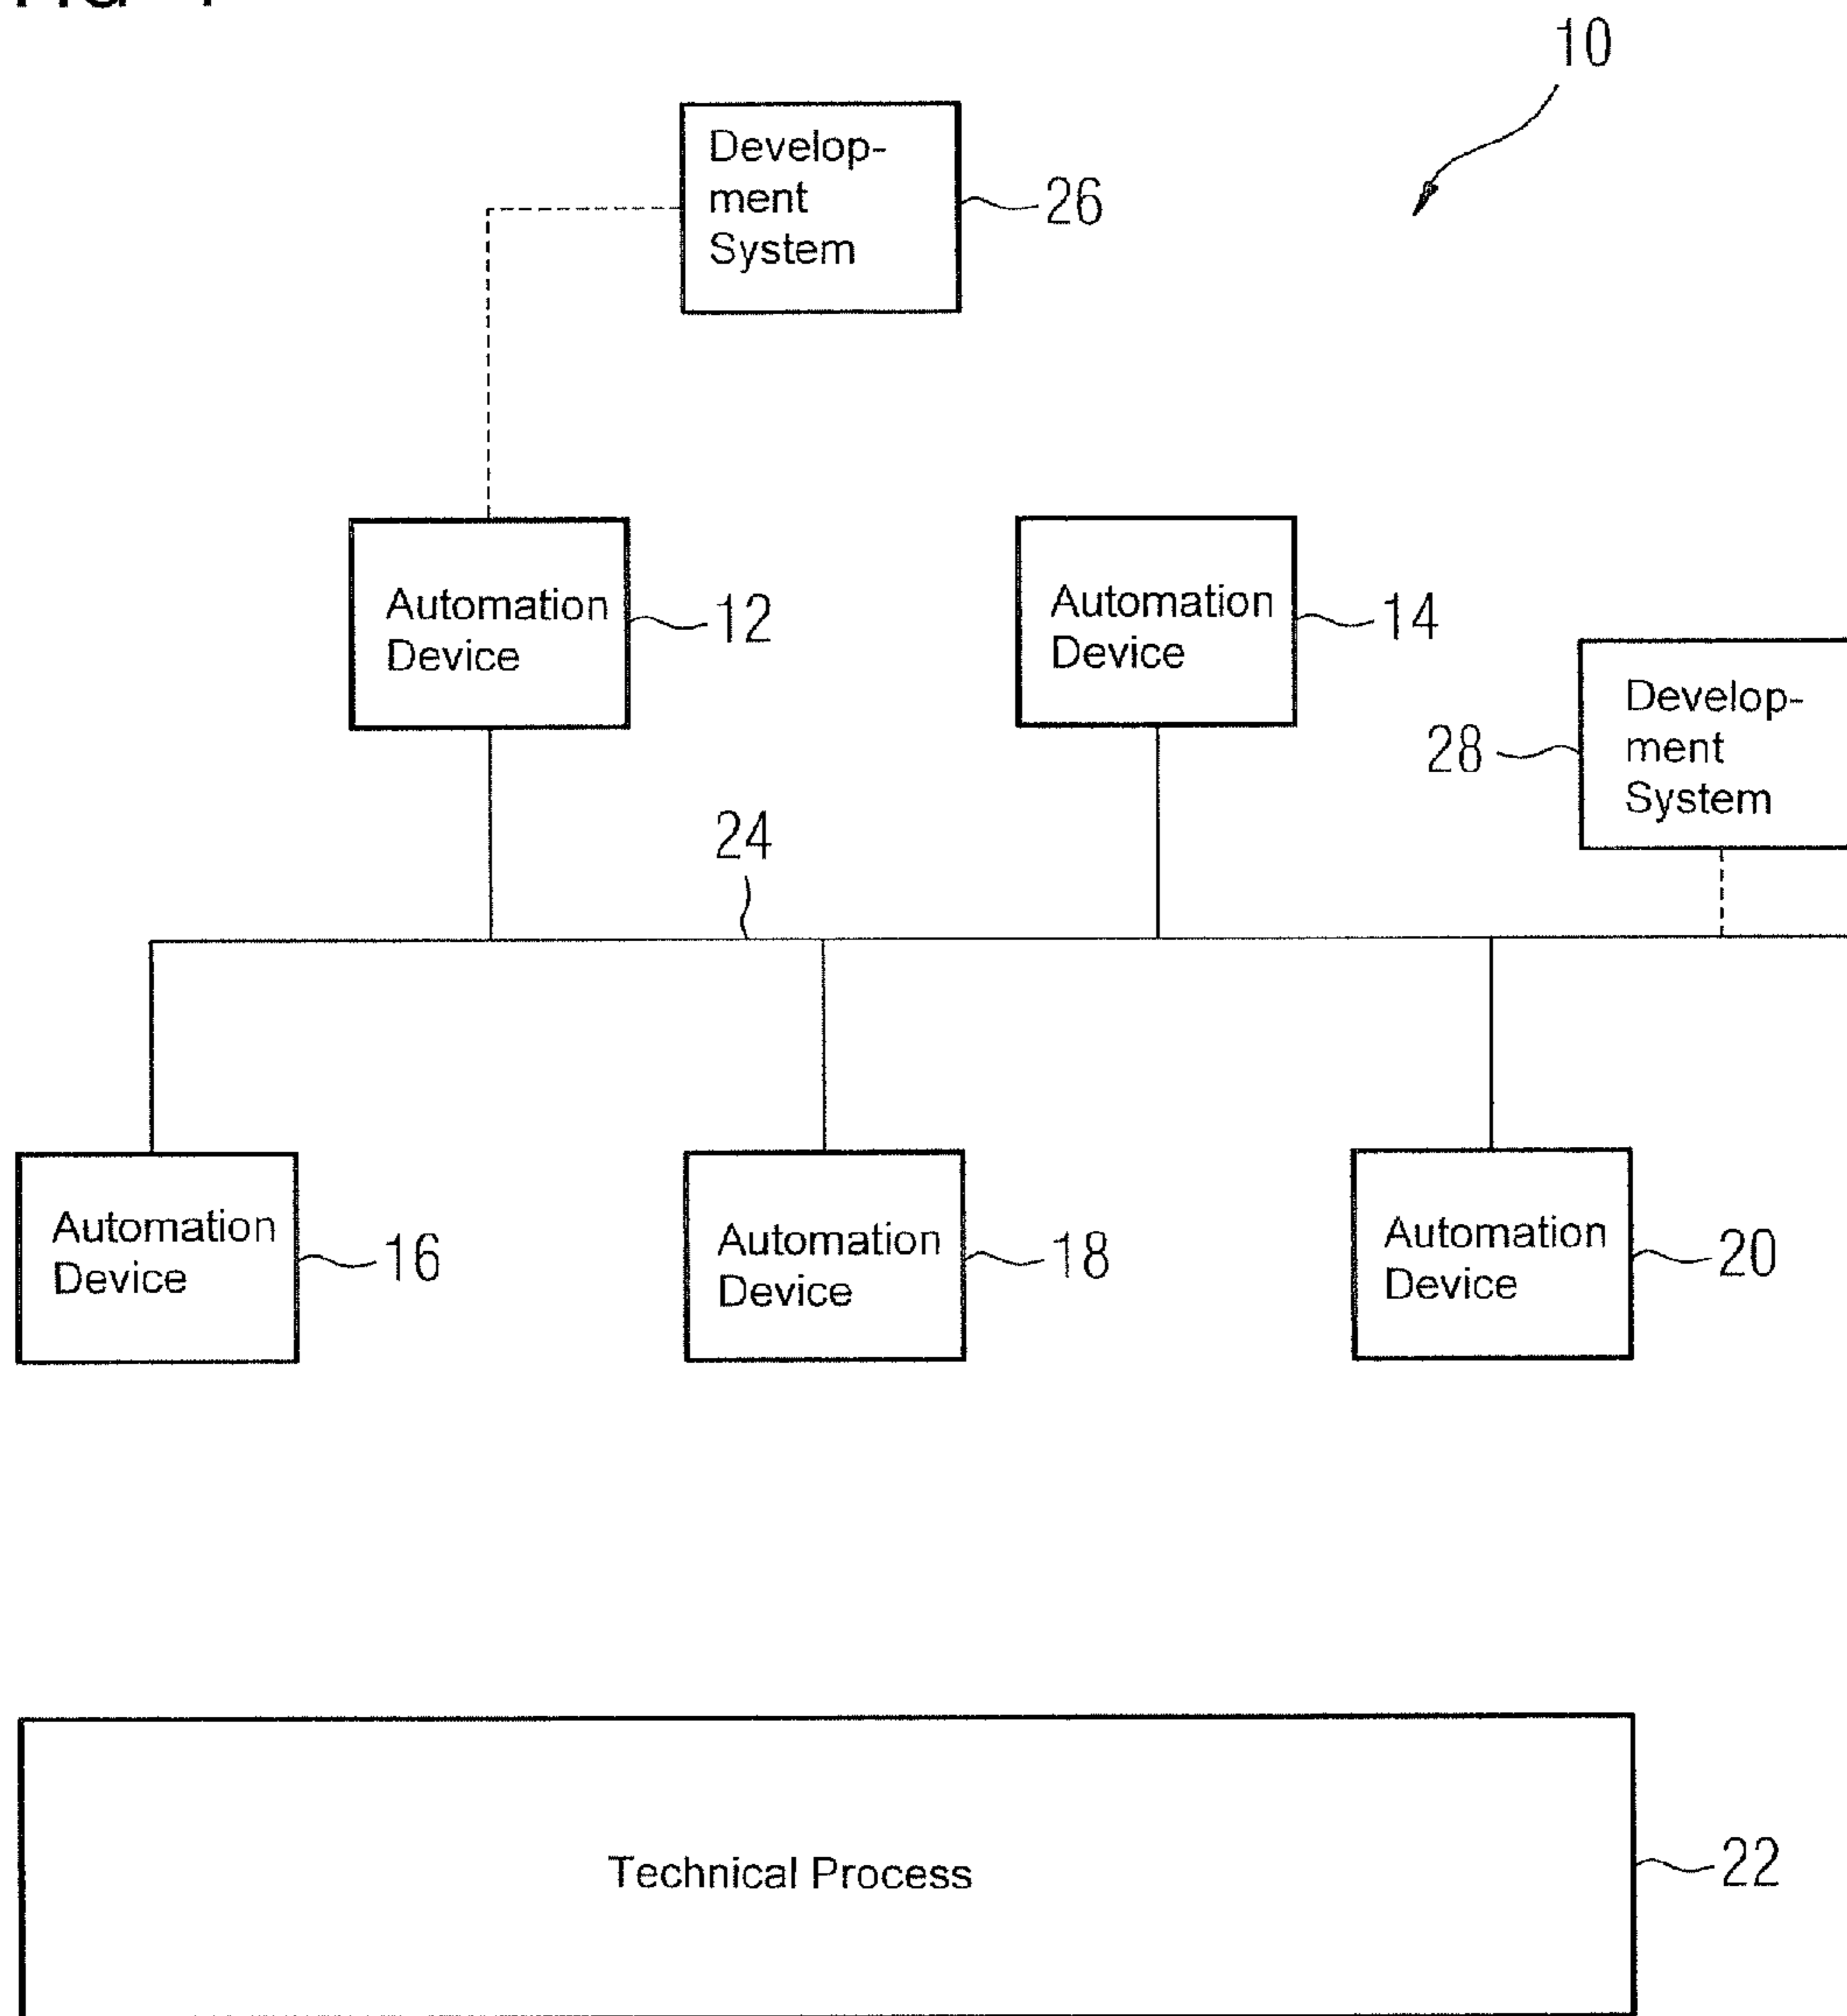 10
Develop-
ment
System
26
Automation
Device
12
Automation
Device
14
Develop-
ment
System
28
24
Automation
Device
16
Automation
Device
18
Automation
Device
20
Technical Process
22